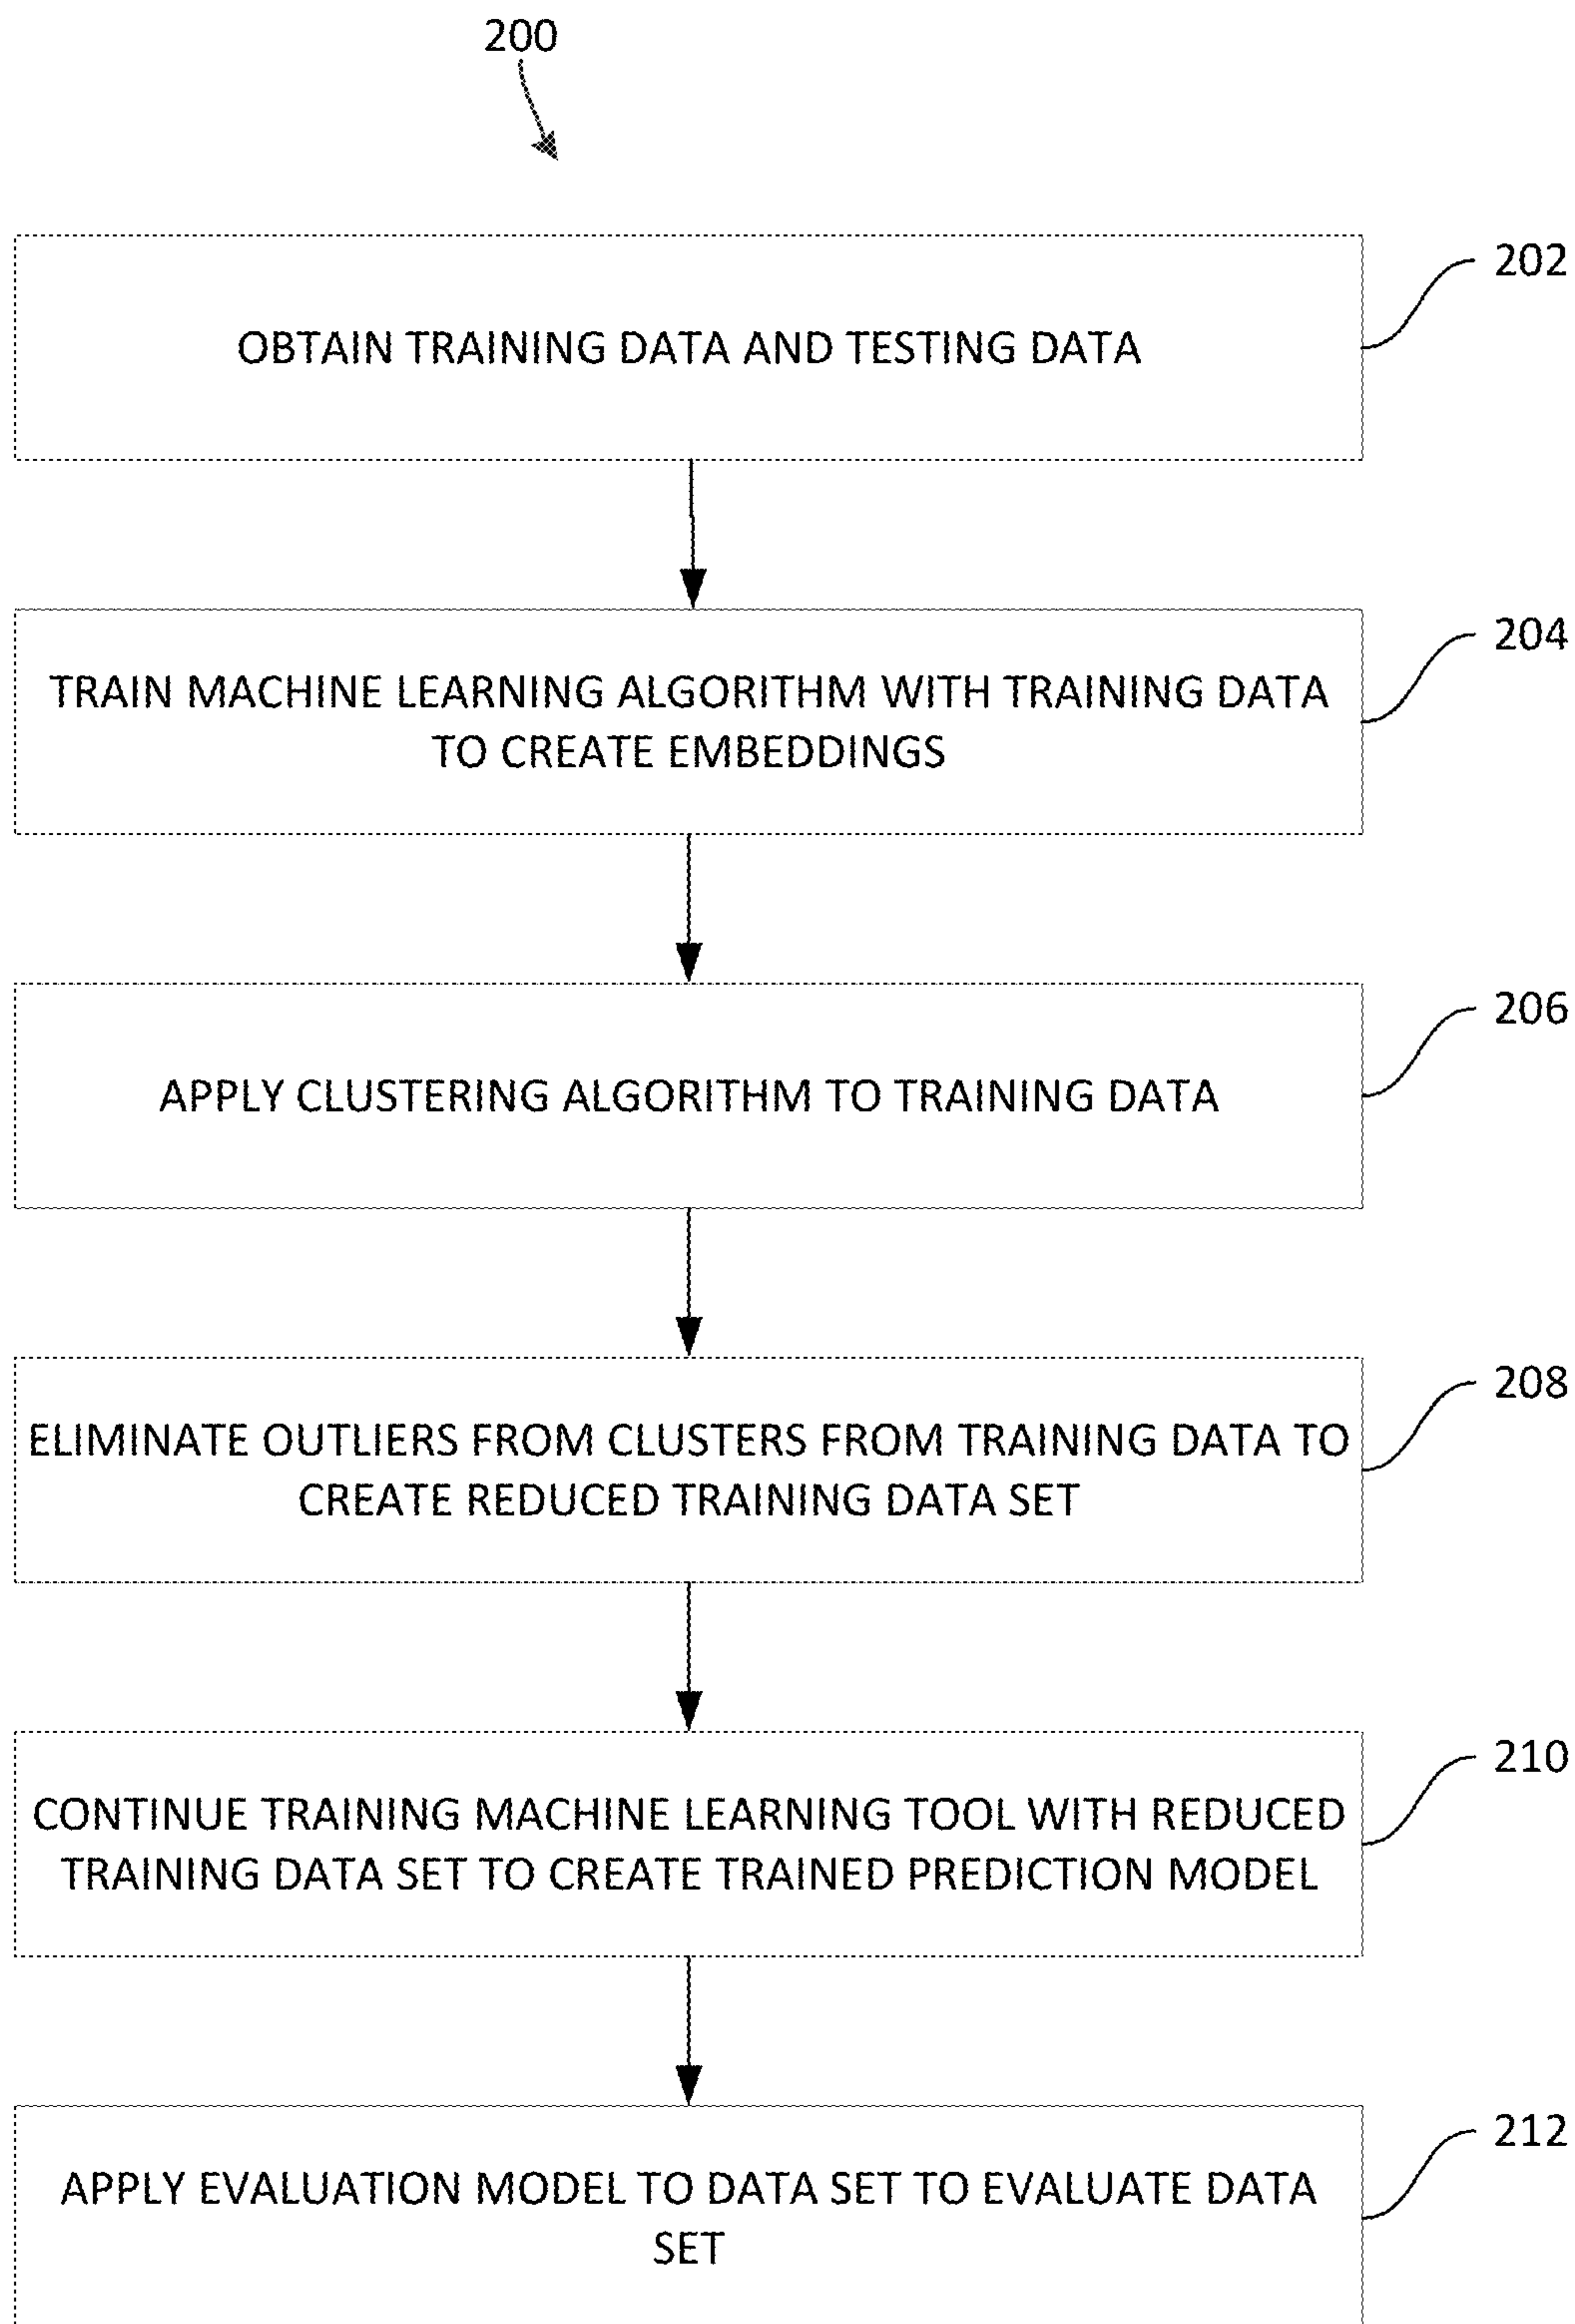 200
202
OBTAIN TRAINING DATA AND TESTING DATA
204
TRAIN MACHINE LEARNING ALGORITHM WITH TRAINING DATA
TO CREATE EMBEDDINGS
206
APPLY CLUSTERING ALGORITHM TO TRAINING DATA
208
ELIMINATE OUTLIERS FROM CLUSTERS FROM TRAINING DATA TO
CREATE REDUCED TRAINING DATA SET
210
CONTINUE TRAINING MACHINE LEARNING TOOL WITH REDUCED
TRAINING DATA SET TO CREATE TRAINED PREDICTION MODEL
212
APPLY EVALUATION MODEL TO DATA SET TO EVALUATE DATA
SET